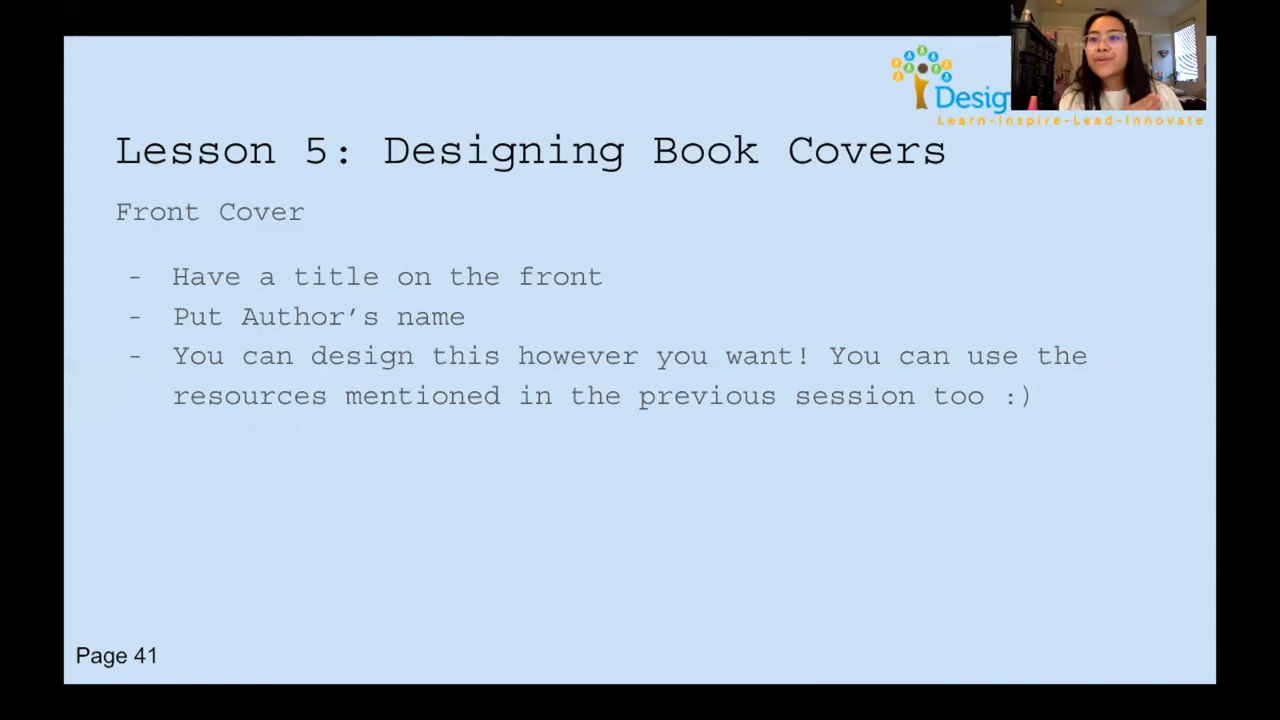 Desig
Learn-Inspire-Lead-Innovate
Lesson 5: Designing Book Covers
Front Cover
- Have a title on the front
- Put Author’s name
- You can design this however you want! You can use the
resources mentioned in the previous session too :)
Page 41